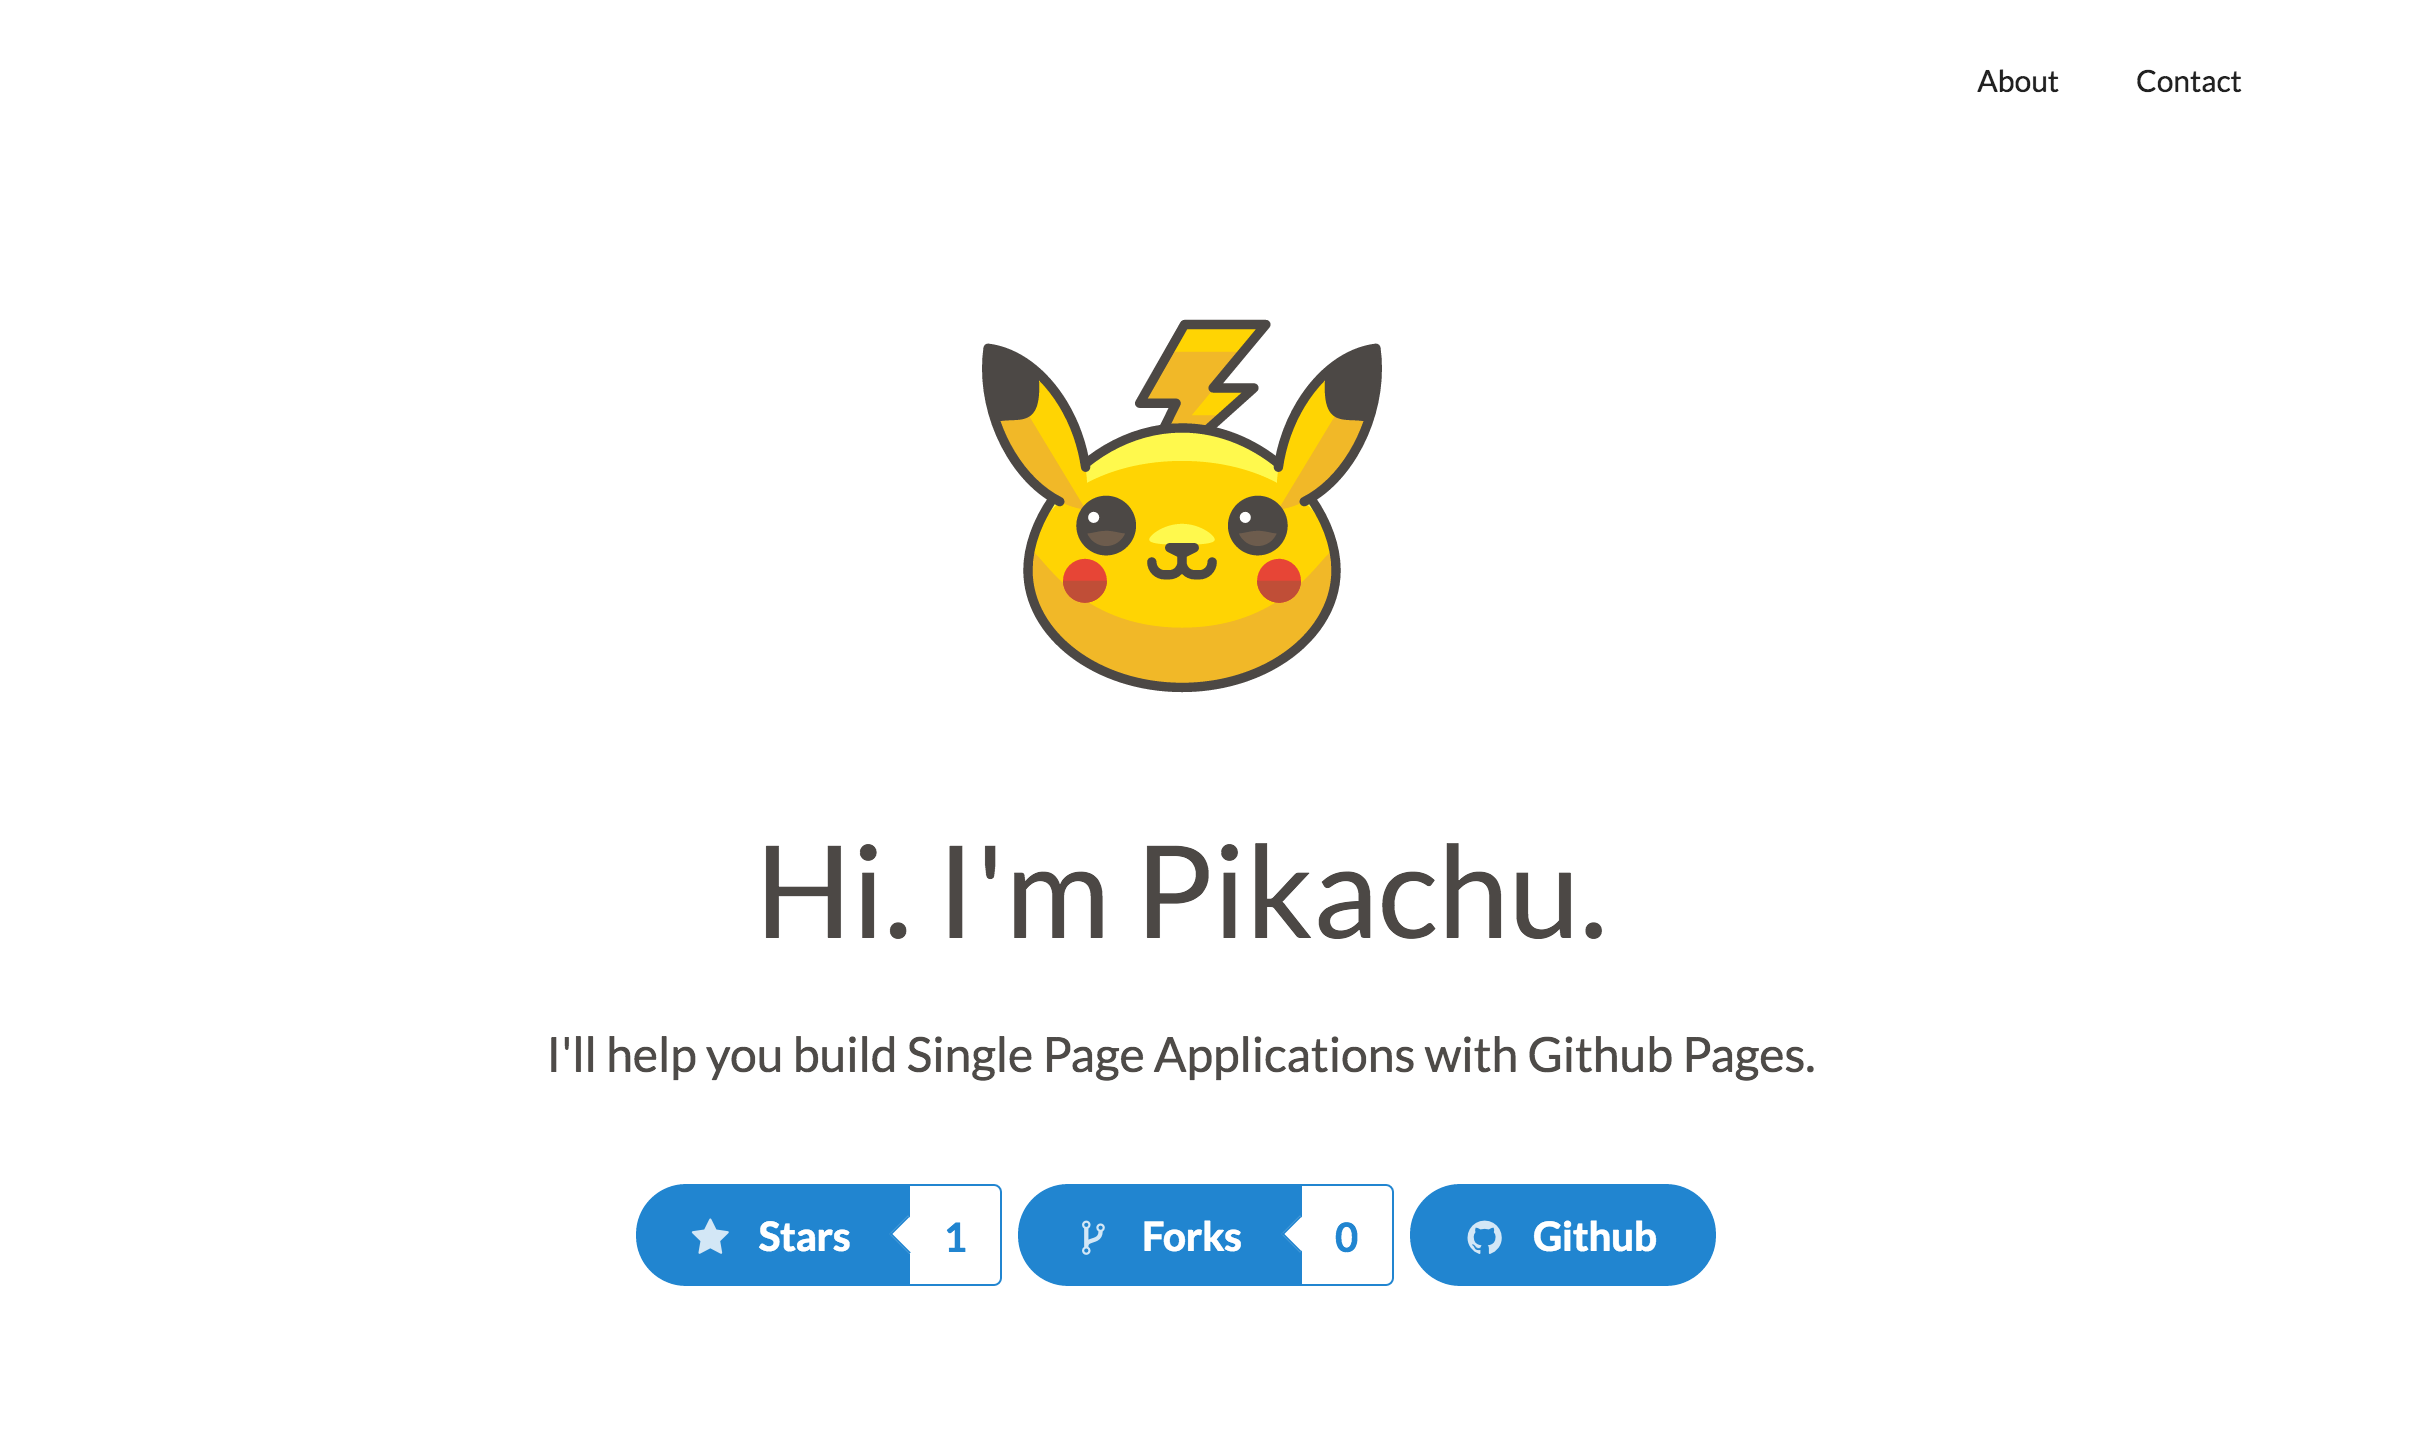 About Contact
Hi. I'm Pikachu.
I'll help you build Single Page Applications with Github Pages.
Stars 1 Forks 0 Github